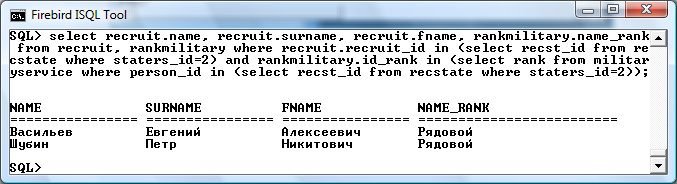 Firebird ISQL Tool
SQL> select recruit.name, recruit.surname, recruit.fname, rankmilitary.name_rank
 from recruit, rankmilitary where recruit.recruit_id in (select recst_id from re
cstate where staters_id=2) and rankmilitary.id_rank in (select rank from militar
yservice where person_id in (select recst_id from recstate where staters_id=2));
NAME SURNAME FNAME NAME_RANK
================ ================ ================ =========================
Васильев Евгений Алексеевич Рядовой
Шубин Петр Никитович Рядовой
SQL>